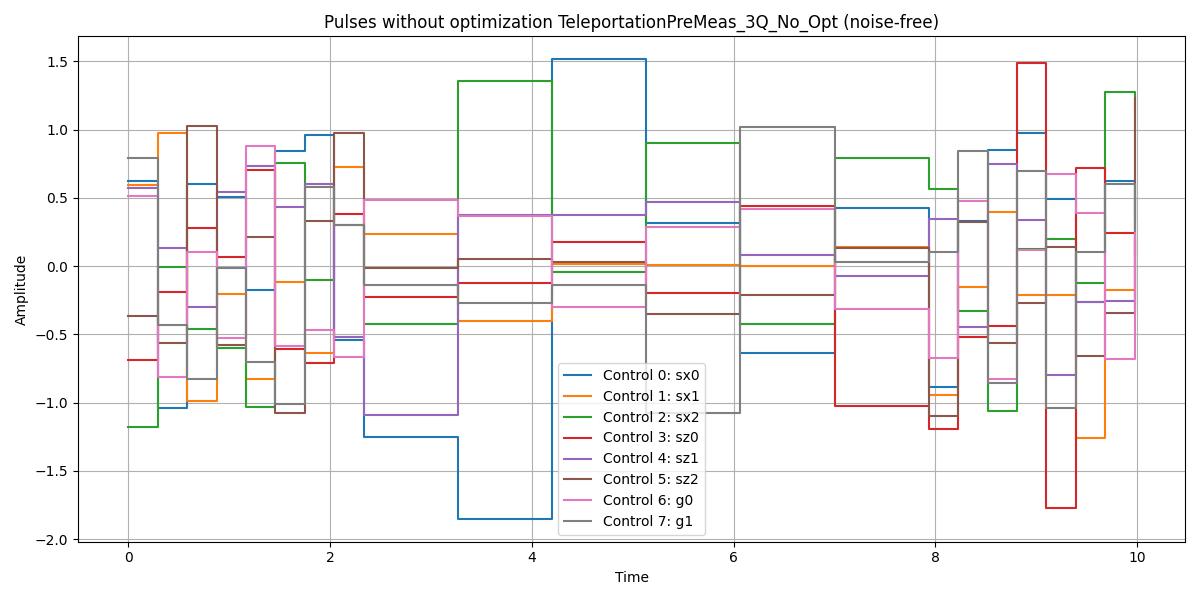 Pulses without optimization TeleportationPreMeas_3Q_No_Opt (noise-free)
Amplitude
1.5
1.0
0.5
0.0
−0.5
−1.0
−1.5
−2.0
Control 0: sx0
Control 1: sx1
Control 2: sx2
Control 3: sz0
Control 4: sz1
Control 5: sz2
Control 6: g0
Control 7: g1
0 2 4 6 8 10
Time